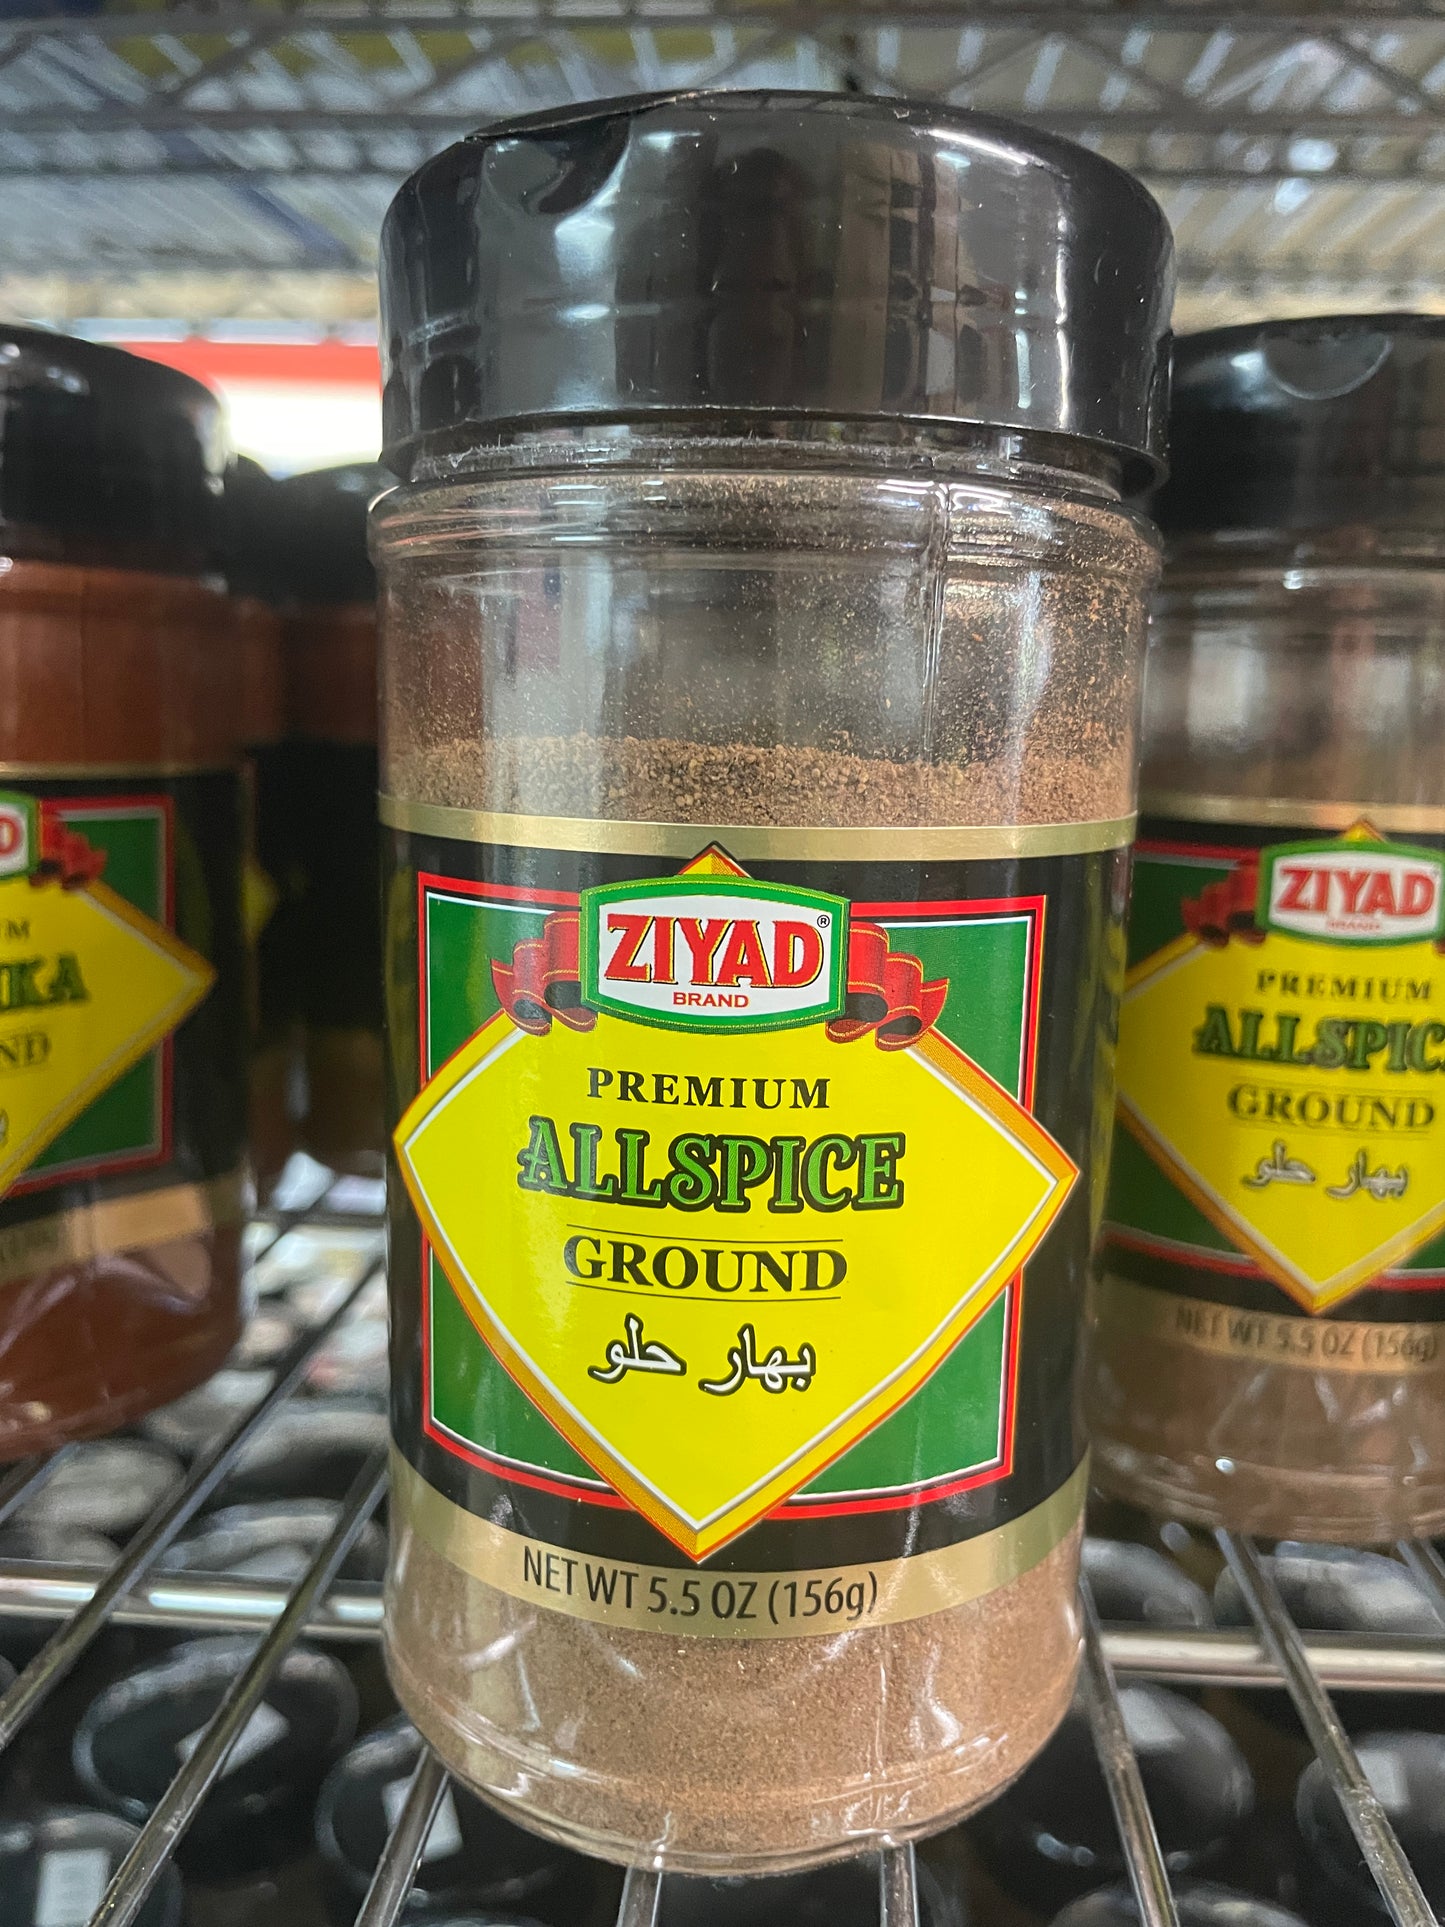 ZIYAD®
BRAND
PREMIUM
ALLSPICE
GROUND
بهار حلو
NET WT 5.5 OZ (156g)
ZIYAD
BRAND
PREMIUM
GROUND
بهار حلو
NET WT 5.5 OZ (156g)